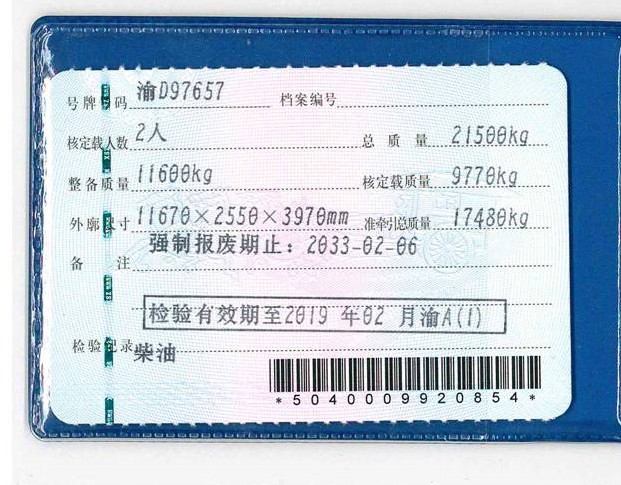 号牌号码 渝D97657 档案编号
核定载人数 2人 总质量 21500kg
整备质量 11600kg 核定载质量 9770kg
外廓尺寸 11670×2550×3970mm 准牵引总质量 17480kg
强制报废期止：2033-02-06
备注
检验有效期至2019年02月渝A(1)
检验记录
柴油
*5040009920854*